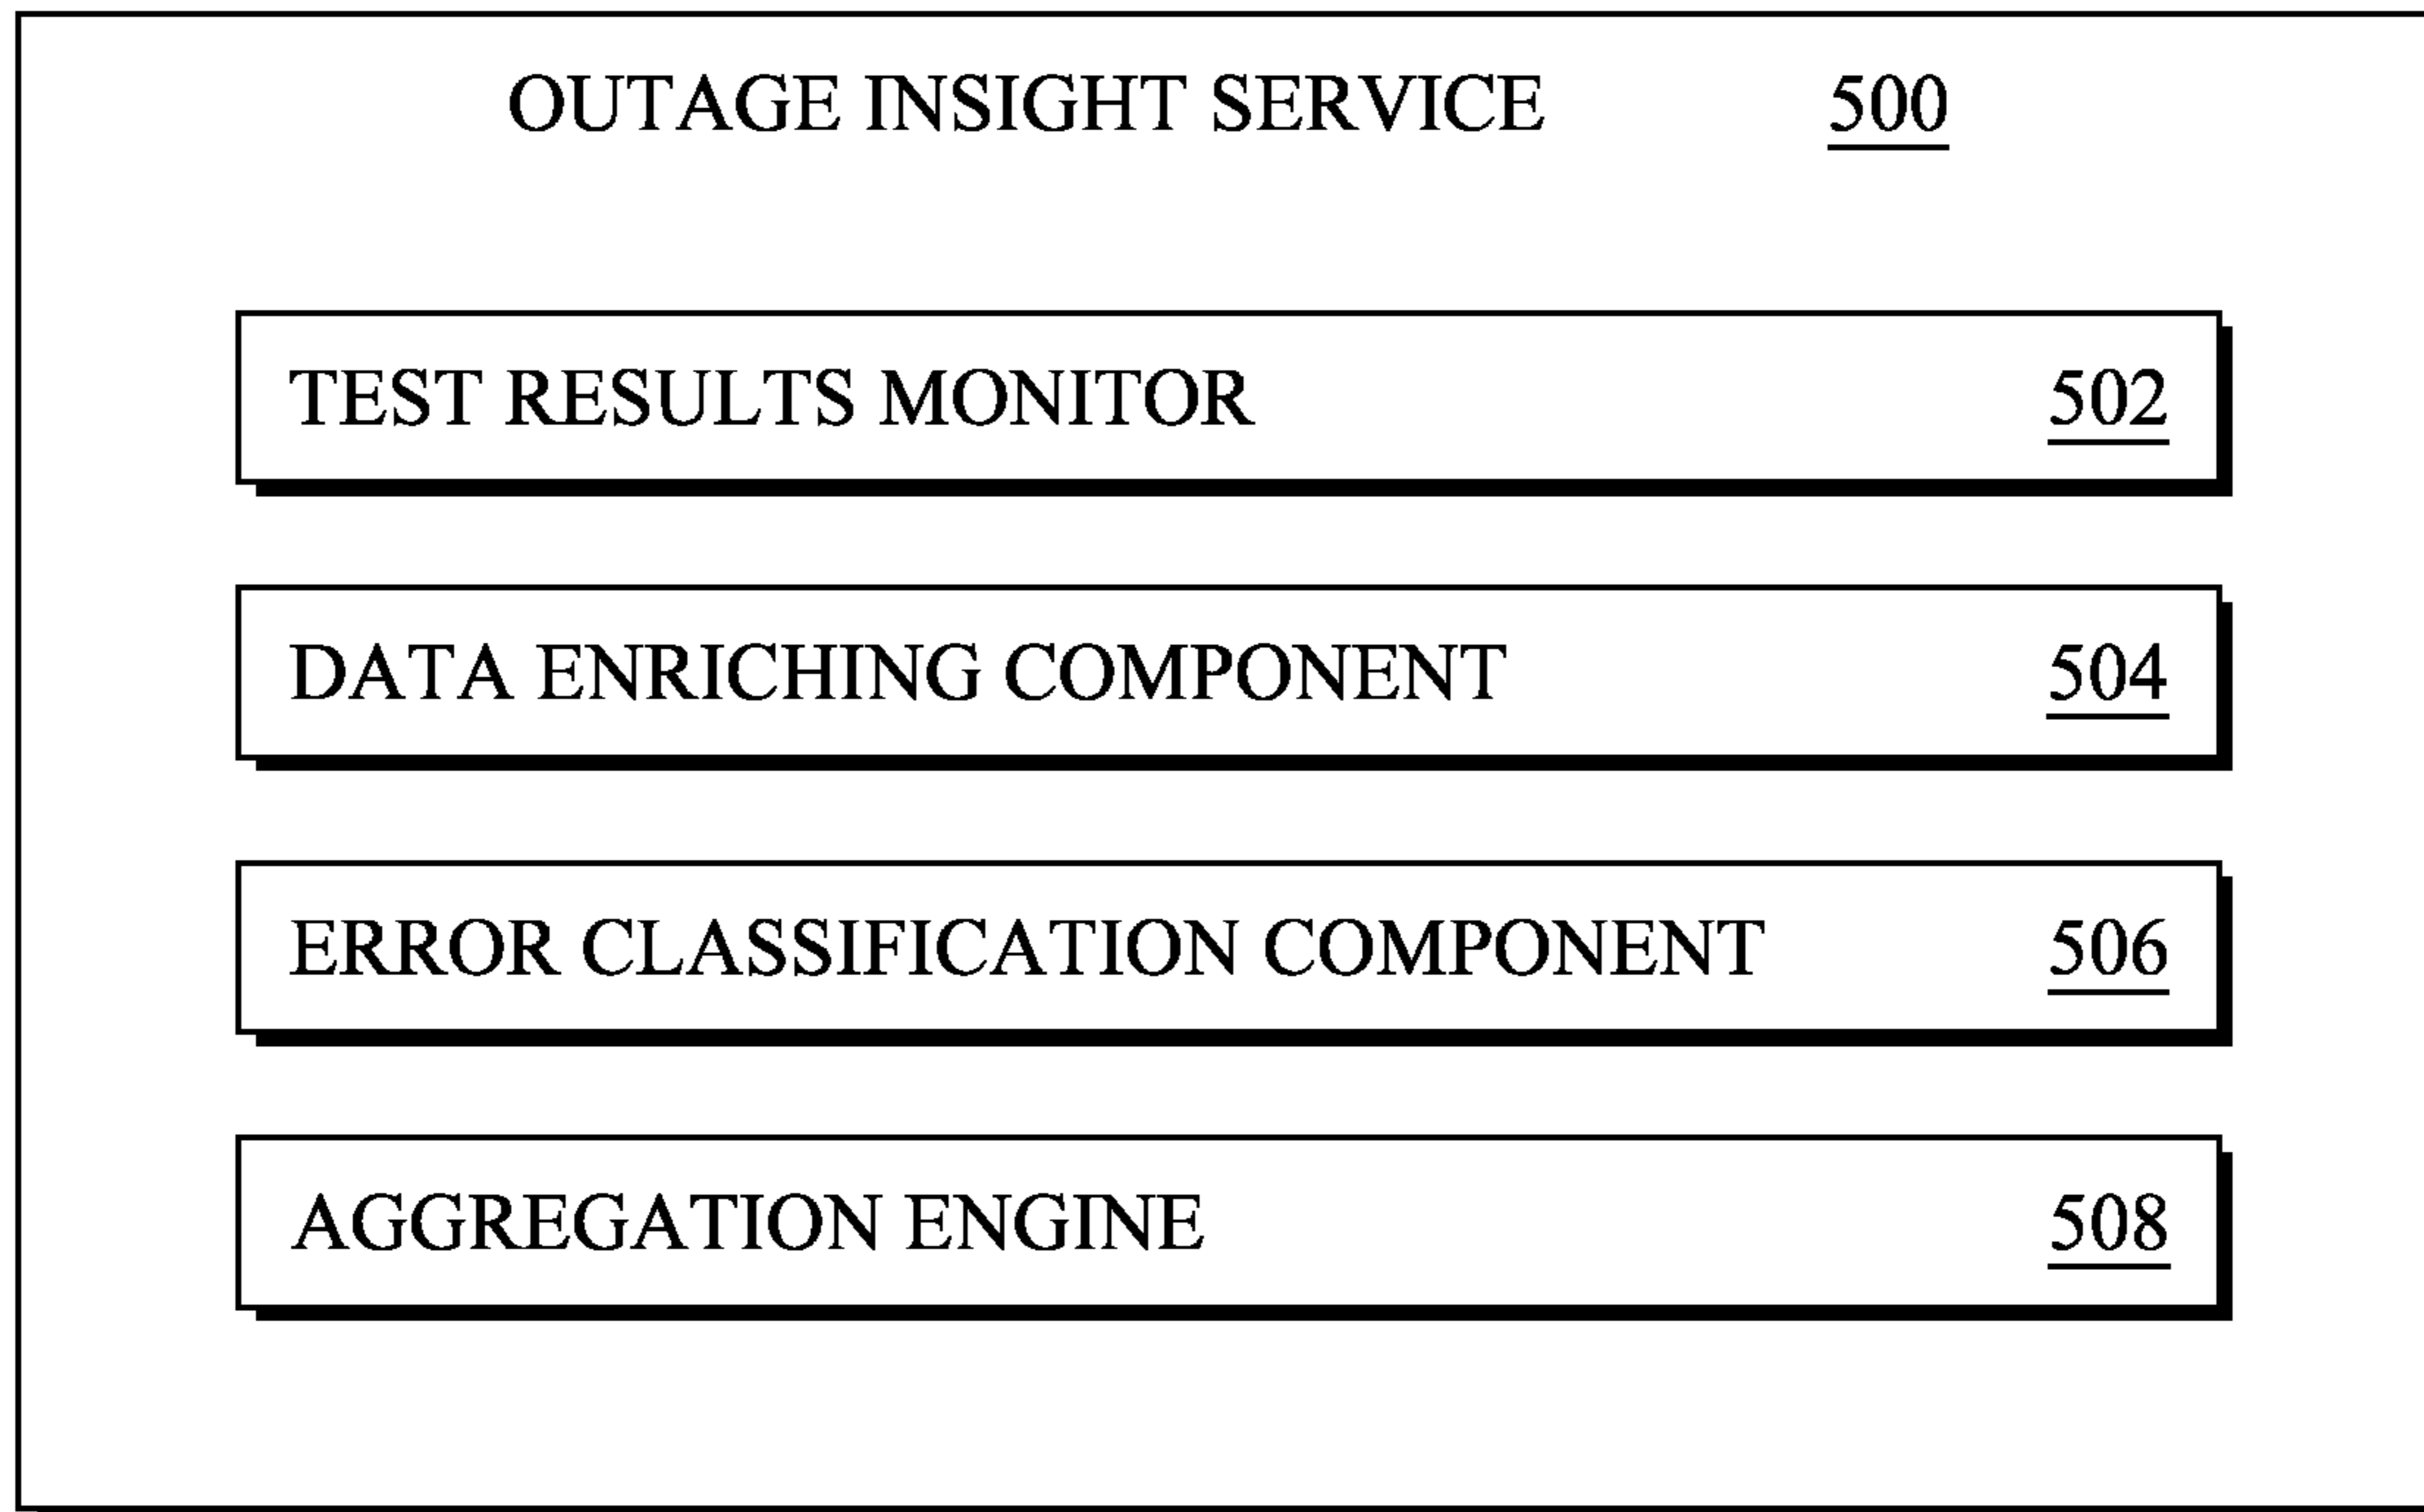 OUTAGE INSIGHT SERVICE 500
TEST RESULTS MONITOR 502
DATA ENRICHING COMPONENT 504
ERROR CLASSIFICATION COMPONENT 506
AGGREGATION ENGINE 508